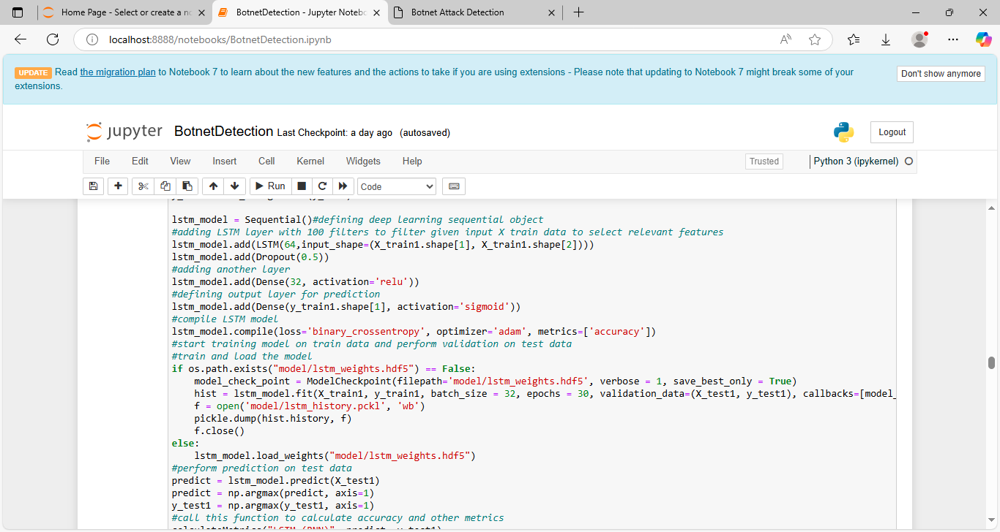 Home Page - Select or create a no
BotnetDetection - Jupyter Notebo
Botnet Attack Detection
localhost:8888/notebooks/BotnetDetection.ipynb
UPDATE Read the migration plan to Notebook 7 to learn about the new features and the actions to take if you are using extensions - Please note that updating to Notebook 7 might break some of your
extensions.
Don't show anymore
jupyter BotnetDetection Last Checkpoint: a day ago (autosaved)
Logout
File Edit View Insert Cell Kernel Widgets Help
Trusted
Python 3 (ipykernel)
Run
Code
lstm_model = Sequential()#defining deep learning sequential object
#adding LSTM layer with 100 filters to filter given input X train data to select relevant features
lstm_model.add(LSTM(64,input_shape=(X_train1.shape[1], X_train1.shape[2])))
lstm_model.add(Dropout(0.5))
#adding another layer
lstm_model.add(Dense(32, activation='relu'))
#defining output layer for prediction
lstm_model.add(Dense(y_train1.shape[1], activation='sigmoid'))
#compile LSTM model
lstm_model.compile(loss='binary_crossentropy', optimizer='adam', metrics=['accuracy'])
#start training model on train data and perform validation on test data
#train and load the model
if os.path.exists("model/lstm_weights.hdf5") == False:
    model_check_point = ModelCheckpoint(filepath='model/lstm_weights.hdf5', verbose = 1, save_best_only = True)
    hist = lstm_model.fit(X_train1, y_train1, batch_size = 32, epochs = 30, validation_data=(X_test1, y_test1), callbacks=[model_
    f = open('model/lstm_history.pckl', 'wb')
    pickle.dump(hist.history, f)
    f.close()
else:
    lstm_model.load_weights("model/lstm_weights.hdf5")
#perform prediction on test data
predict = lstm_model.predict(X_test1)
predict = np.argmax(predict, axis=1)
y_test1 = np.argmax(y_test1, axis=1)
#call this function to calculate accuracy and other metrics
calculateMetrics("LSTM (RNN)", predict, y_test1)